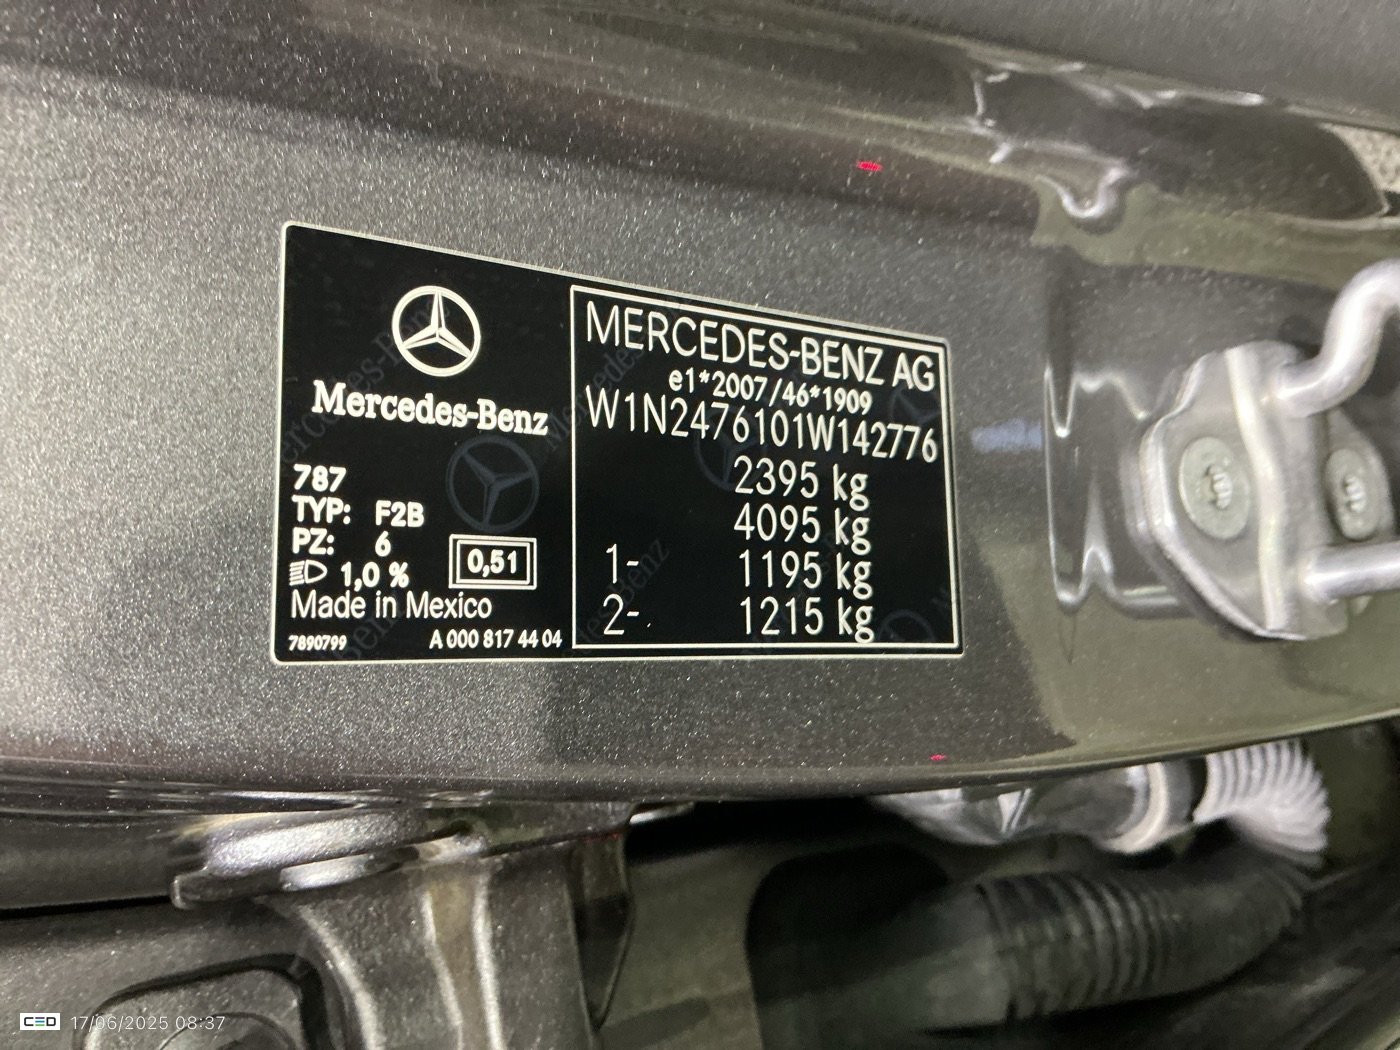 Mercedes-Benz
787
TYP: F2B
PZ: 6
1,0 %
0,51
Made in Mexico
7890799 A 000 817 44 04
MERCEDES-BENZ AG
e1*2007/46*1909
W1N2476101W142776
2395 kg
4095 kg
1- 1195 kg
2- 1215 kg
CED 17/06/2025 08:37